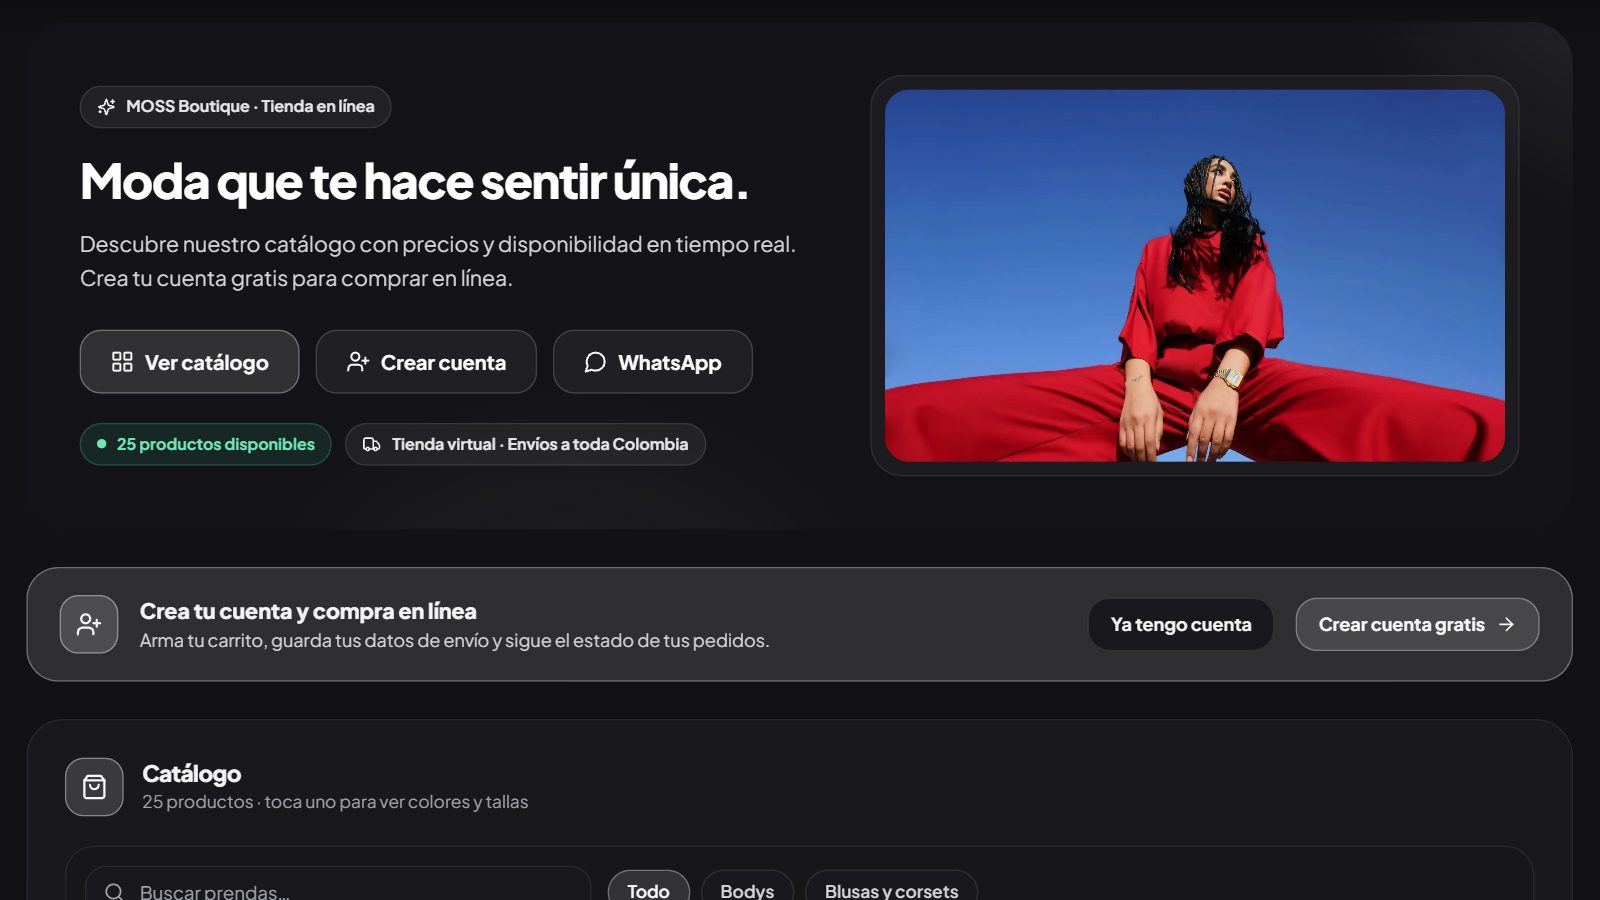 MOSS Boutique · Tienda en línea
Moda que te hace sentir única.
Descubre nuestro catálogo con precios y disponibilidad en tiempo real.
Crea tu cuenta gratis para comprar en línea.
Ver catálogo
Crear cuenta
WhatsApp
25 productos disponibles
Tienda virtual · Envíos a toda Colombia
Crea tu cuenta y compra en línea
Arma tu carrito, guarda tus datos de envío y sigue el estado de tus pedidos.
Ya tengo cuenta
Crear cuenta gratis
Catálogo
25 productos · toca uno para ver colores y tallas
Buscar prendas...
Todo
Bodys
Blusas y corsets